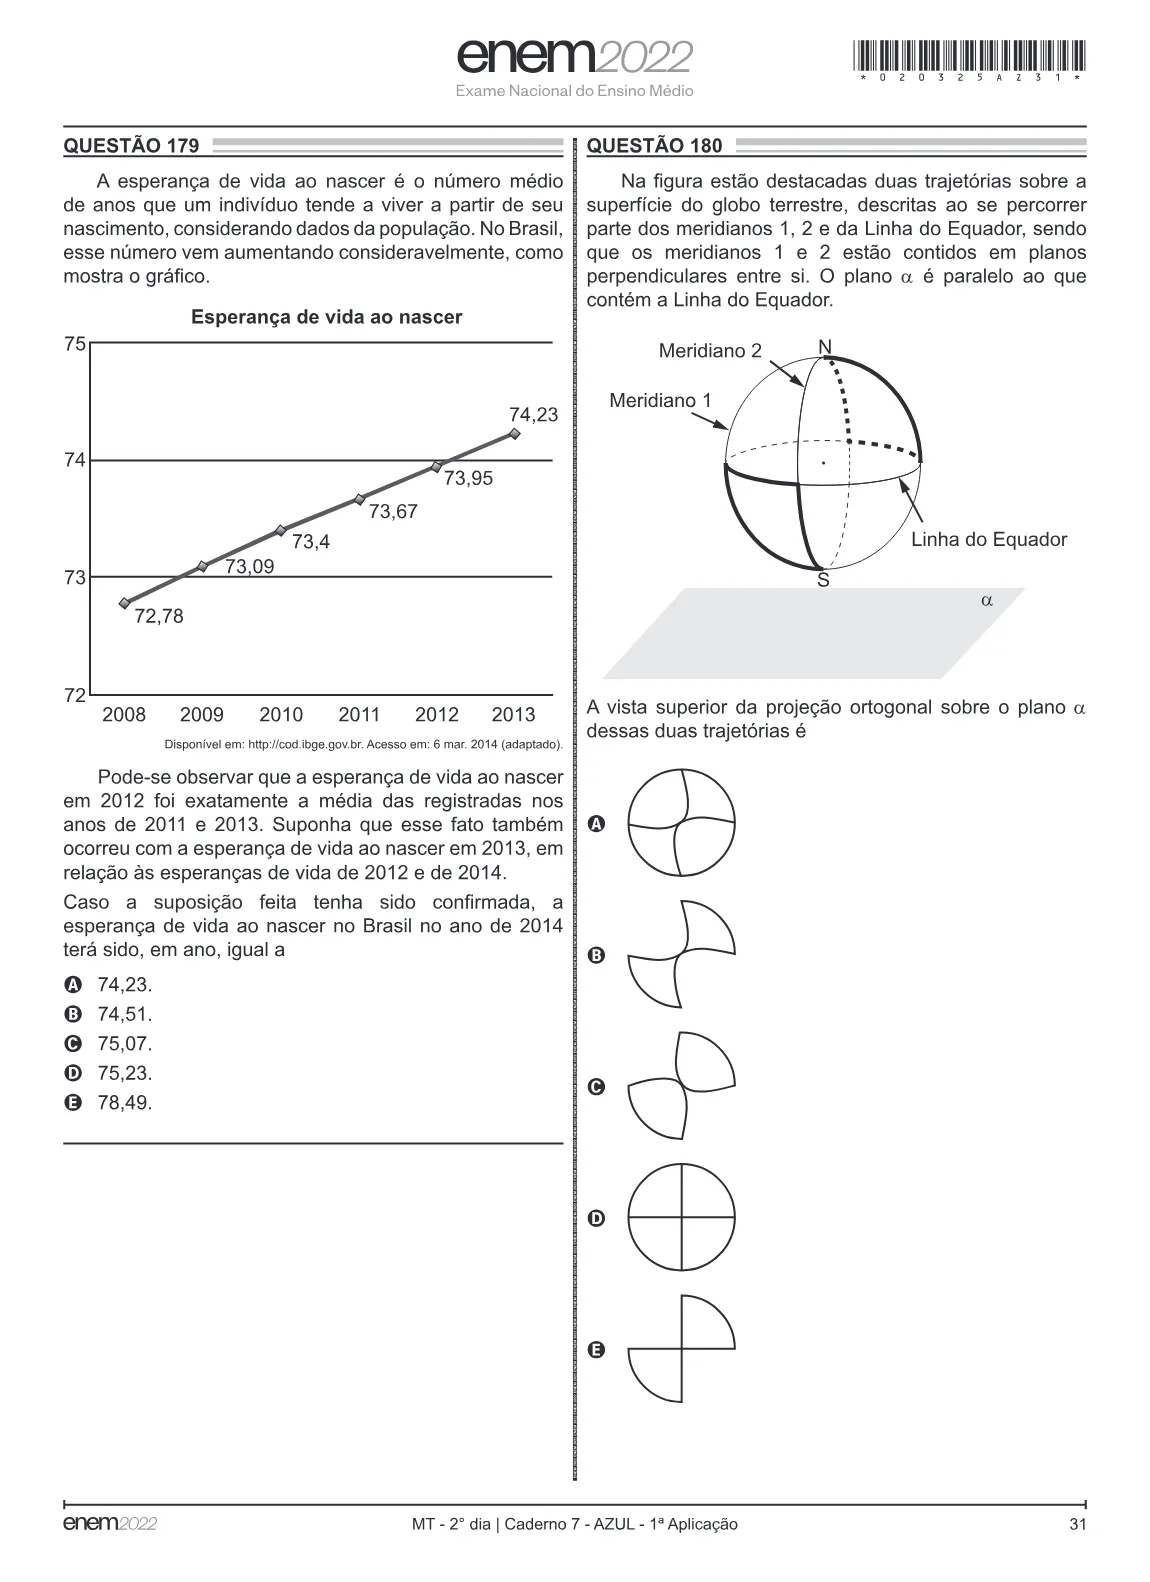 enem2022
Exame Nacional do Ensino Médio
*020325AZ31*
QUESTÃO 179
A esperança de vida ao nascer é o número médio
de anos que um indivíduo tende a viver a partir de seu
nascimento, considerando dados da população. No Brasil,
esse número vem aumentando consideravelmente, como
mostra o gráfico.
Esperança de vida ao nascer
75
74,23
74
73,95
73,67
73,4
73,09
73
72,78
72
2008 2009 2010 2011 2012 2013
Disponível em: http://cod.ibge.gov.br. Acesso em: 6 mar. 2014 (adaptado).
Pode-se observar que a esperança de vida ao nascer
em 2012 foi exatamente a média das registradas nos
anos de 2011 e 2013. Suponha que esse fato também
ocorreu com a esperança de vida ao nascer em 2013, em
relação às esperanças de vida de 2012 e de 2014.
Caso a suposição feita tenha sido confirmada, a
esperança de vida ao nascer no Brasil no ano de 2014
terá sido, em ano, igual a
A 74,23.
B 74,51.
C 75,07.
D 75,23.
E 78,49.
QUESTÃO 180
Na figura estão destacadas duas trajetórias sobre a
superfície do globo terrestre, descritas ao se percorrer
parte dos meridianos 1, 2 e da Linha do Equador, sendo
que os meridianos 1 e 2 estão contidos em planos
perpendiculares entre si. O plano α é paralelo ao que
contém a Linha do Equador.
N
Meridiano 2
Meridiano 1
Linha do Equador
S
α
A vista superior da projeção ortogonal sobre o plano α
dessas duas trajetórias é
A
B
C
D
E
enem2022
MT - 2° dia | Caderno 7 - AZUL - 1ª Aplicação
31